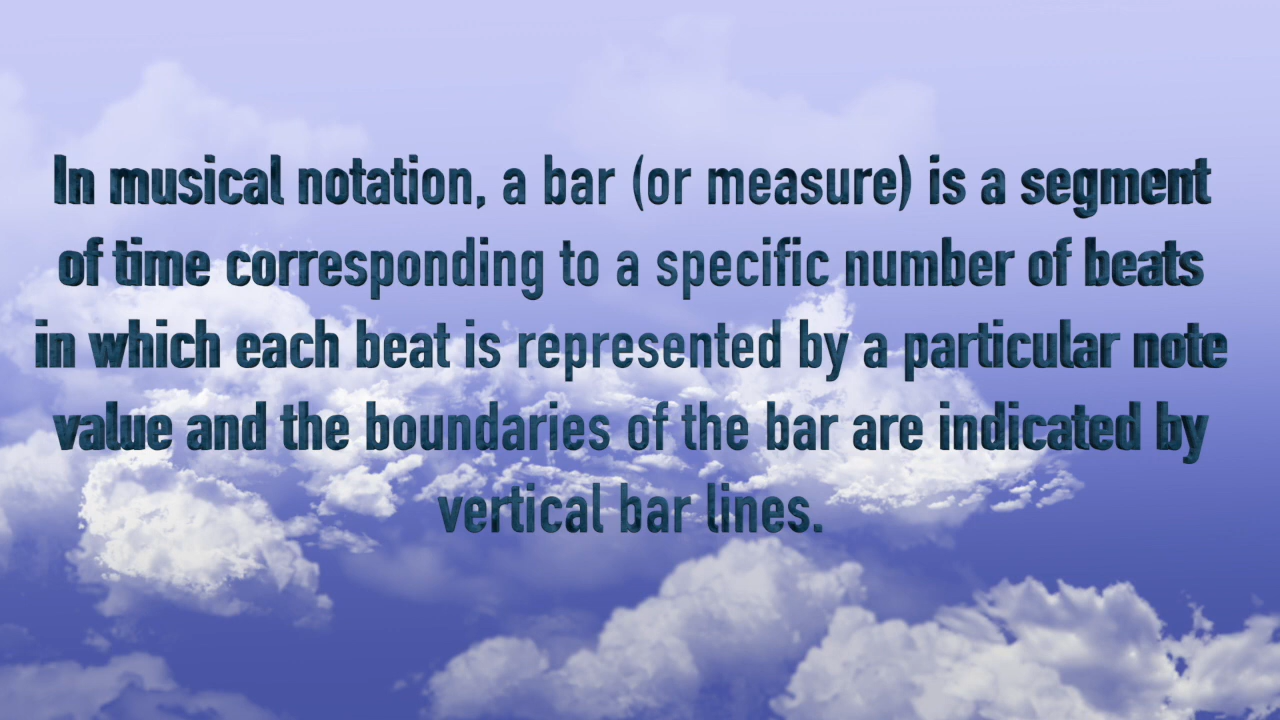 In musical notation, a bar (or measure) is a segment
of time corresponding to a specific number of beats
in which each beat is represented by a particular note
value and the boundaries of the bar are indicated by
vertical bar lines.